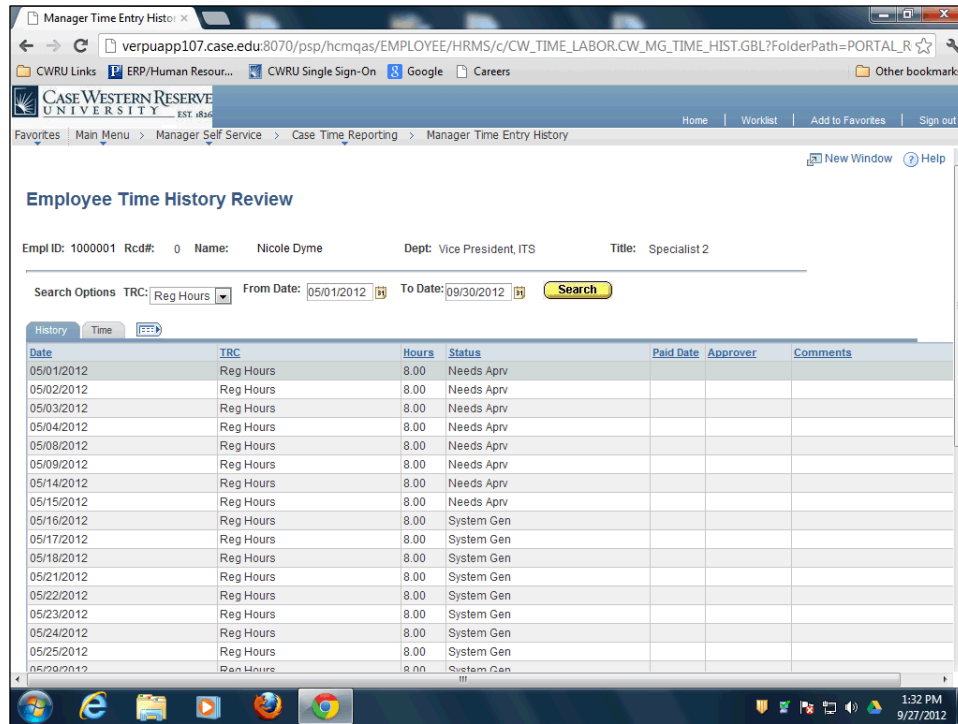 Manager Time Entry Histor ×
verpuapp107.case.edu:8070/psp/hcmqas/EMPLOYEE/HRMS/c/CW_TIME_LABOR.CW_MG_TIME_HIST.GBL?FolderPath=PORTAL_R
CWRU Links ERP/Human Resour... CWRU Single Sign-On Google Careers Other bookmark
CASE WESTERN RESERVE
UNIVERSITY EST. 1826
Home | Worklist | Add to Favorites | Sign out
Favorites | Main Menu > Manager Self Service > Case Time Reporting > Manager Time Entry History
New Window Help
Employee Time History Review
Empl ID: 1000001 Rcd#: 0 Name: Nicole Dyme Dept: Vice President, ITS Title: Specialist 2
Search Options TRC: Reg Hours From Date: 05/01/2012 To Date: 09/30/2012 Search
History Time
Date TRC Hours Status Paid Date Approver Comments
05/01/2012 Reg Hours 8.00 Needs Aprv
05/02/2012 Reg Hours 8.00 Needs Aprv
05/03/2012 Reg Hours 8.00 Needs Aprv
05/04/2012 Reg Hours 8.00 Needs Aprv
05/08/2012 Reg Hours 8.00 Needs Aprv
05/09/2012 Reg Hours 8.00 Needs Aprv
05/14/2012 Reg Hours 8.00 Needs Aprv
05/15/2012 Reg Hours 8.00 Needs Aprv
05/16/2012 Reg Hours 8.00 System Gen
05/17/2012 Reg Hours 8.00 System Gen
05/18/2012 Reg Hours 8.00 System Gen
05/21/2012 Reg Hours 8.00 System Gen
05/22/2012 Reg Hours 8.00 System Gen
05/23/2012 Reg Hours 8.00 System Gen
05/24/2012 Reg Hours 8.00 System Gen
05/25/2012 Reg Hours 8.00 System Gen
05/29/2012 Reg Hours 8.00 System Gen
1:32 PM
9/27/2012